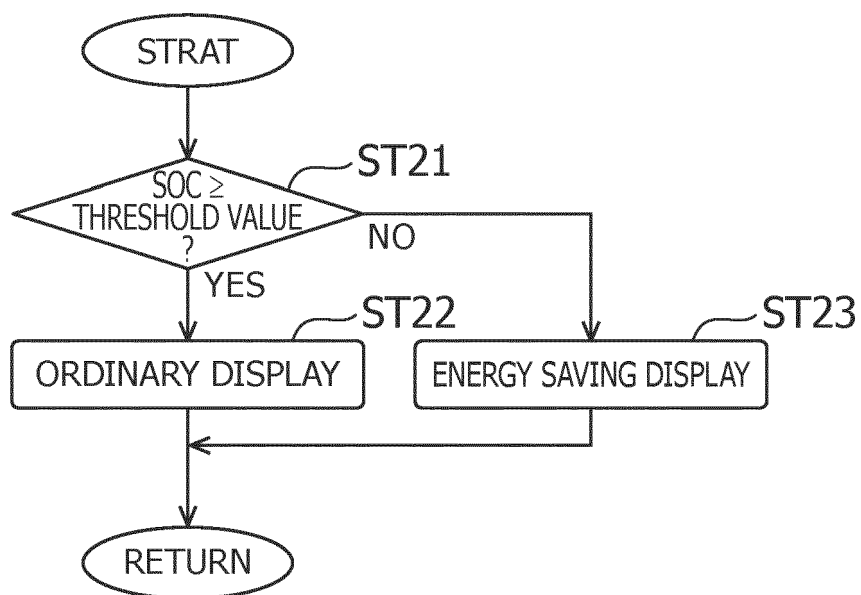 STRAT
ST21
SOC ≥
THRESHOLD VALUE
?
NO
YES
ST22
ST23
ORDINARY DISPLAY
ENERGY SAVING DISPLAY
RETURN